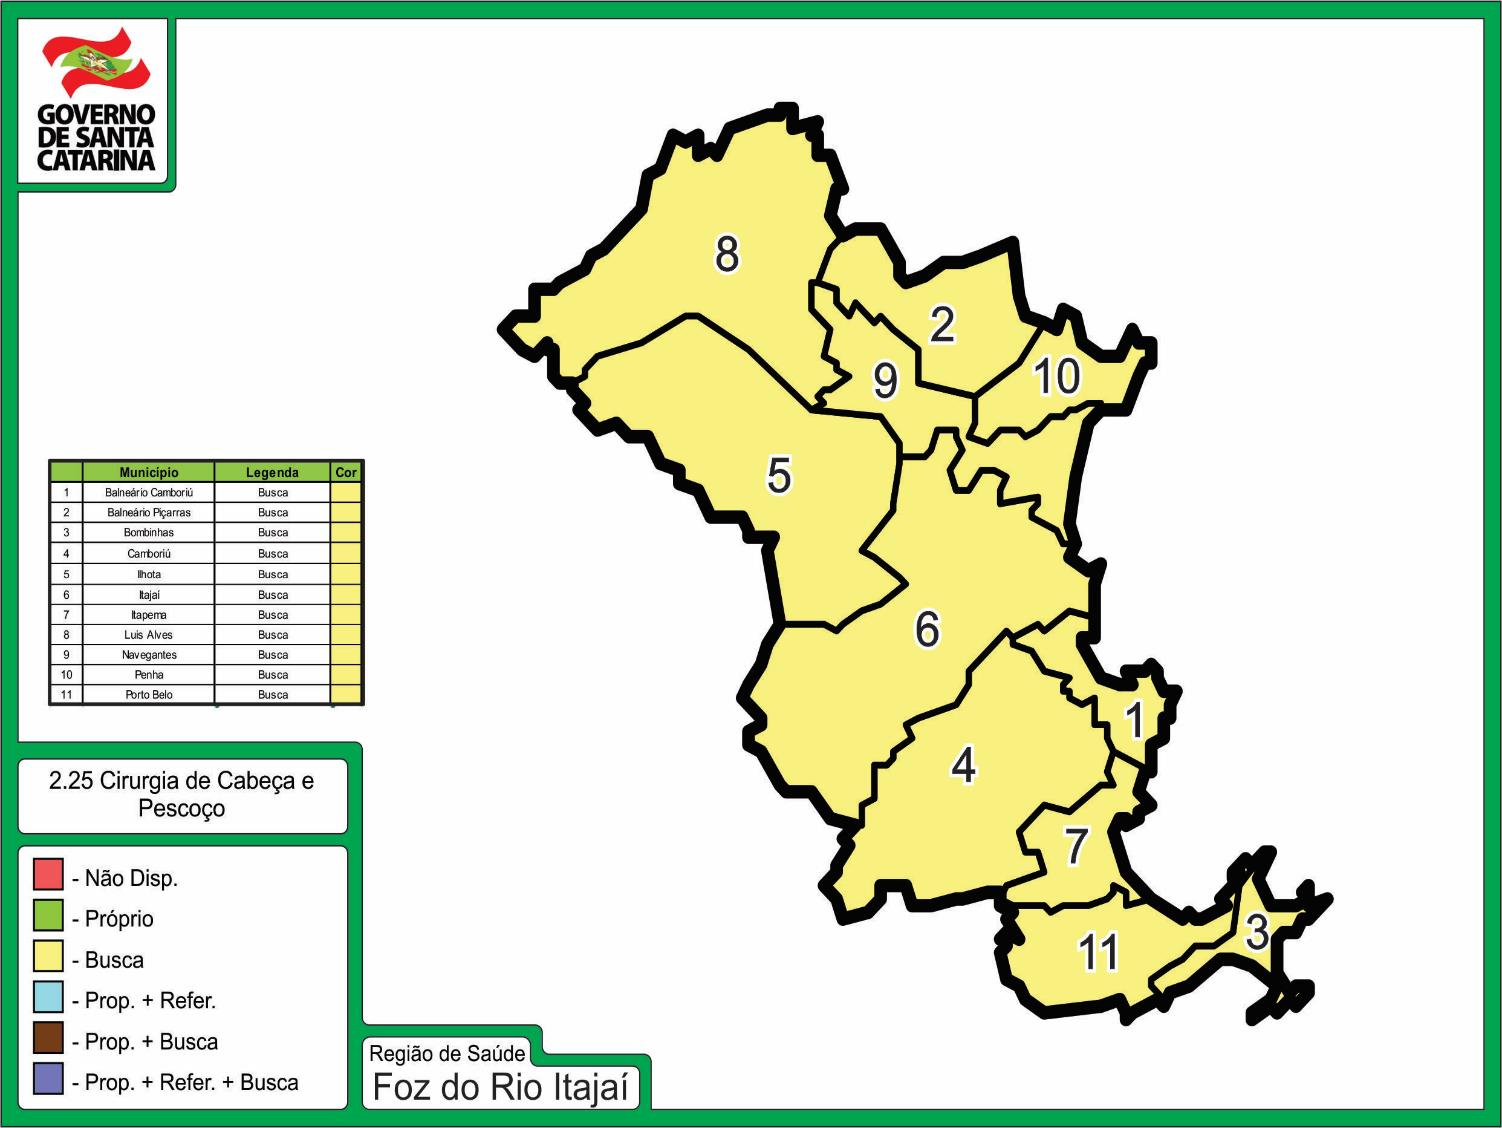 GOVERNO
DE SANTA
CATARINA
8
2
10
9
5
6
1
4
7
3
11
Município Legenda Cor
1 Balneário Camboriú Busca
2 Balneário Piçarras Busca
3 Bombinhas Busca
4 Camboriú Busca
5 Ilhota Busca
6 Itajaí Busca
7 Itapema Busca
8 Luis Alves Busca
9 Navegantes Busca
10 Penha Busca
11 Porto Belo Busca
2.25 Cirurgia de Cabeça e
Pescoço
- Não Disp.
- Próprio
- Busca
- Prop. + Refer.
- Prop. + Busca
- Prop. + Refer. + Busca
Região de Saúde
Foz do Rio Itajaí